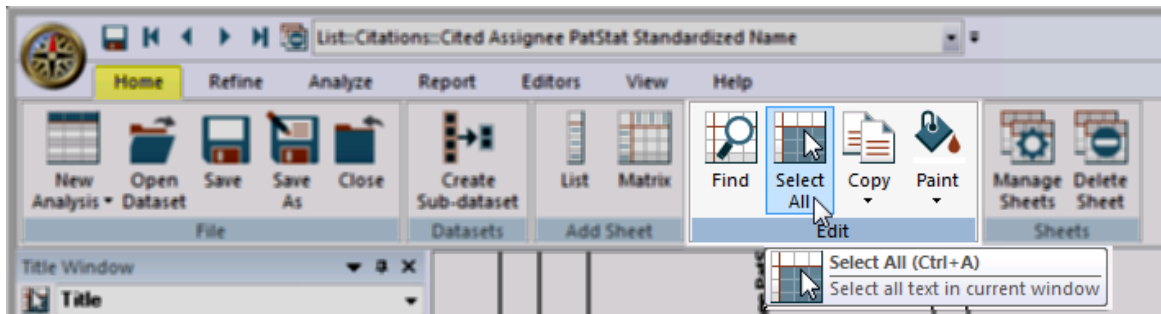 List::Citations::Cited Assignee PatStat Standardized Name
Home Refine Analyze Report Editors View Help
New Analysis
Open Dataset
Save
Save As
Close
Create Sub-dataset
List
Matrix
Find
Select All
Copy
Paint
Manage Sheets
Delete Sheet
File Datasets Add Sheet Edit Sheets
Title Window
Title
Select All (Ctrl+A)
Select all text in current window